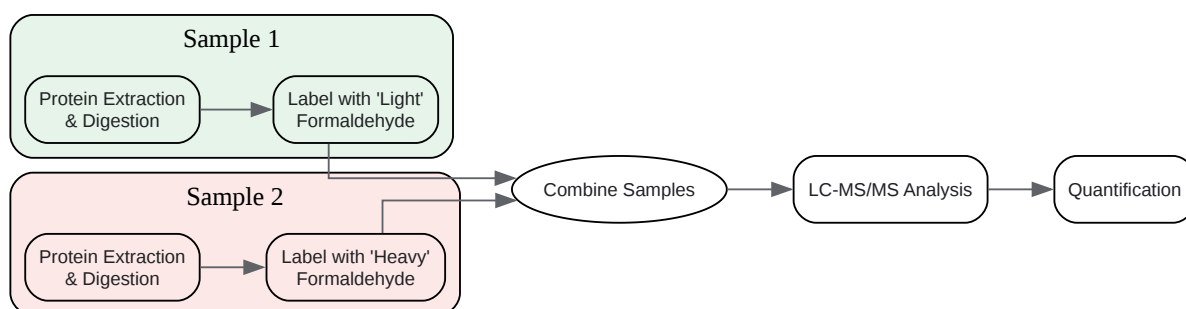 Sample 1
Protein Extraction
& Digestion
Label with 'Light'
Formaldehyde
Sample 2
Protein Extraction
& Digestion
Label with 'Heavy'
Formaldehyde
Combine Samples
LC-MS/MS Analysis
Quantification